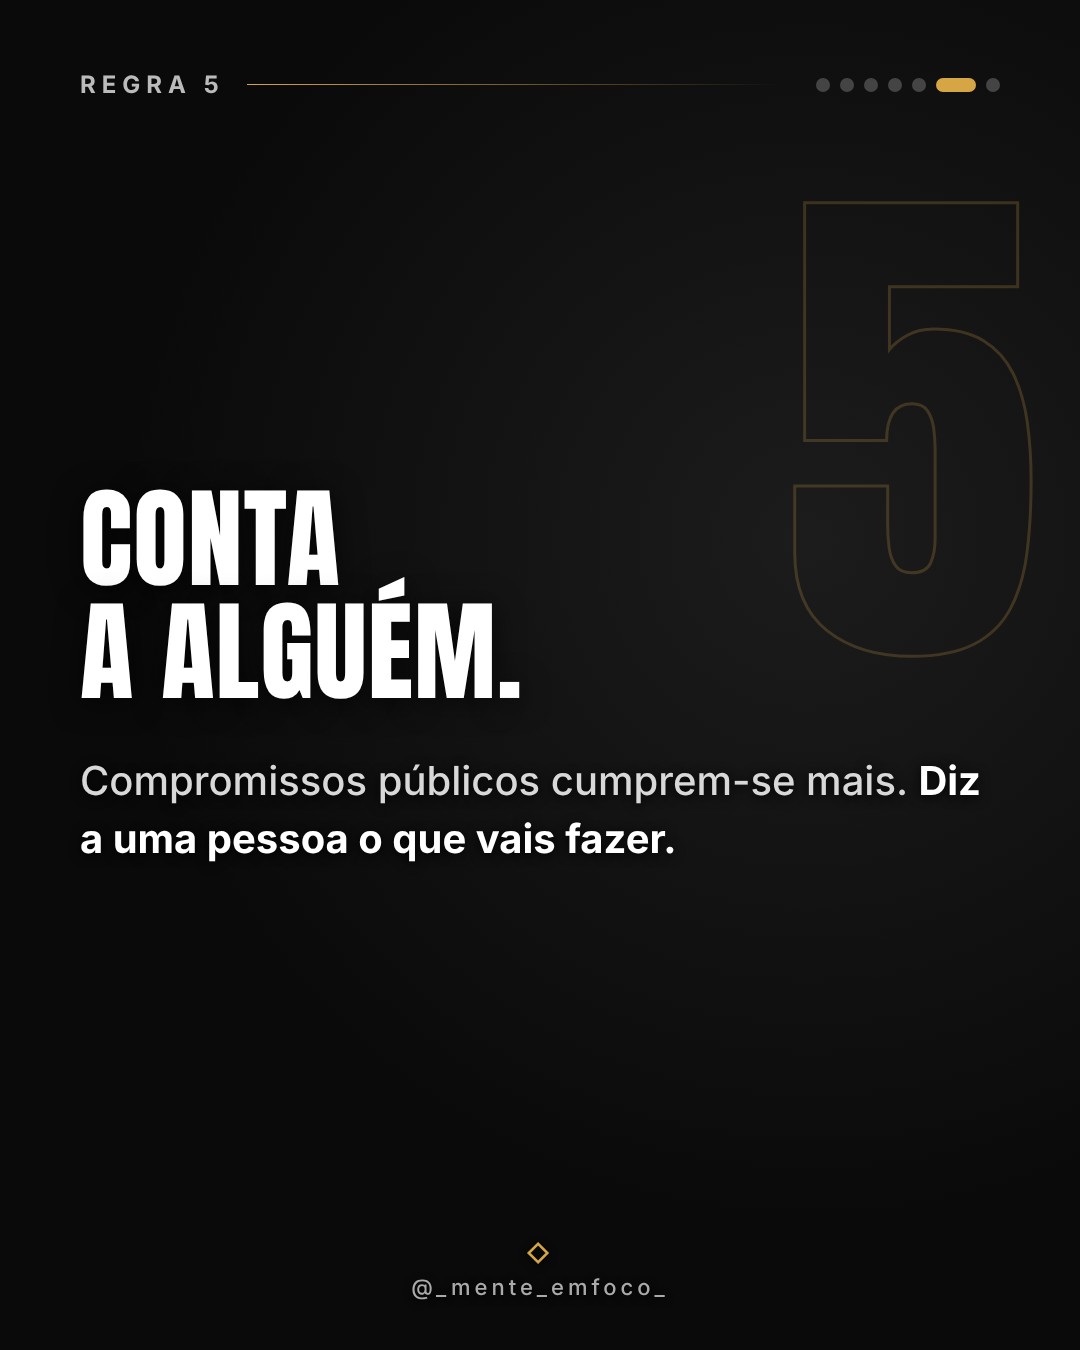 REGRA 5
5
CONTA
A ALGUÉM.
Compromissos públicos cumprem-se mais. Diz
a uma pessoa o que vais fazer.
@_mente_emfoco_